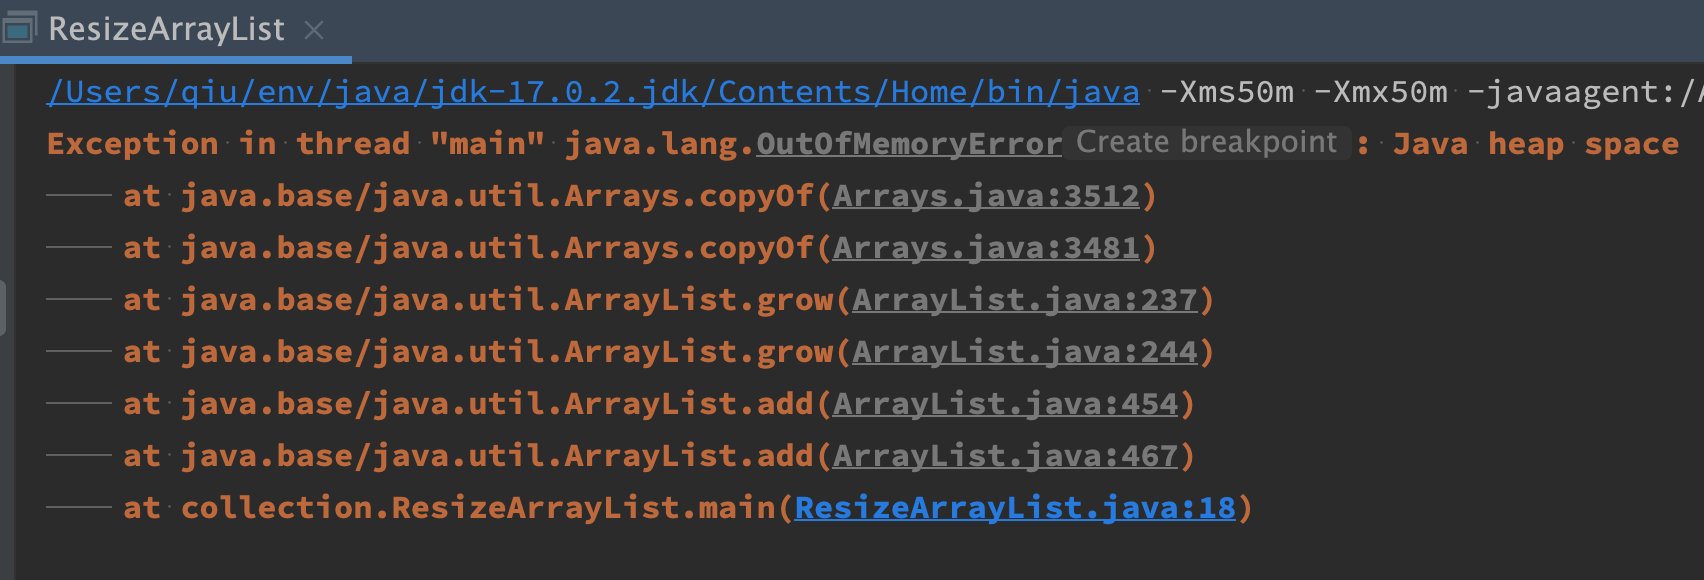 ResizeArrayList
/Users/qiu/env/java/jdk-17.0.2.jdk/Contents/Home/bin/java -Xms50m -Xmx50m -javaagent:/
Exception in thread "main" java.lang.OutOfMemoryError Create breakpoint : Java heap space
at java.base/java.util.Arrays.copyOf(Arrays.java:3512)
at java.base/java.util.Arrays.copyOf(Arrays.java:3481)
at java.base/java.util.ArrayList.grow(ArrayList.java:237)
at java.base/java.util.ArrayList.grow(ArrayList.java:244)
at java.base/java.util.ArrayList.add(ArrayList.java:454)
at java.base/java.util.ArrayList.add(ArrayList.java:467)
at collection.ResizeArrayList.main(ResizeArrayList.java:18)